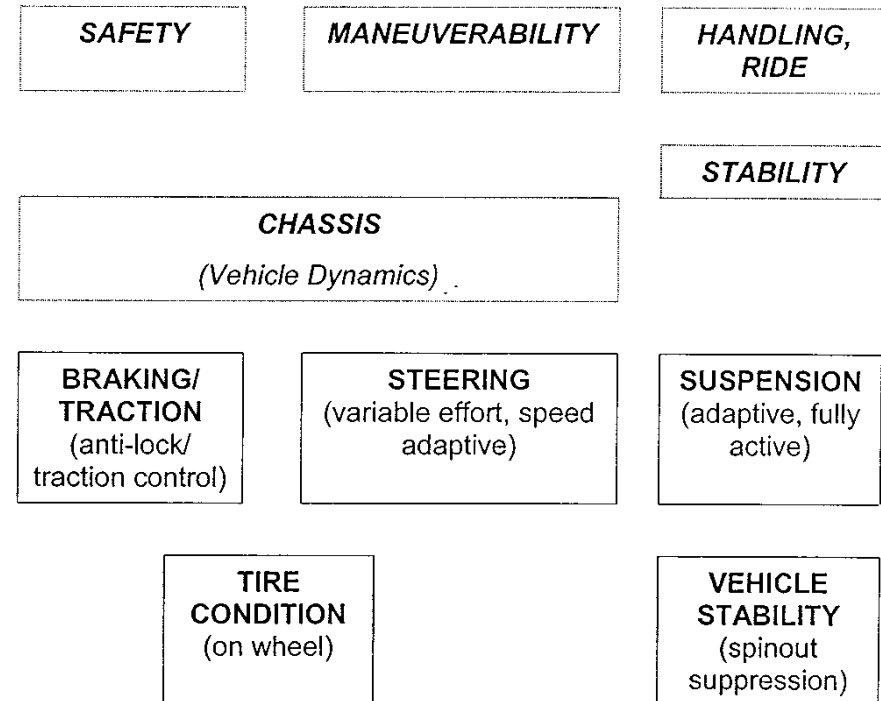 SAFETY
MANEUVERABILITY
HANDLING,
RIDE
STABILITY
CHASSIS
(Vehicle Dynamics)
BRAKING/
TRACTION
(anti-lock/
traction control)
STEERING
(variable effort, speed
adaptive)
SUSPENSION
(adaptive, fully
active)
TIRE
CONDITION
(on wheel)
VEHICLE
STABILITY
(spinout
suppression)